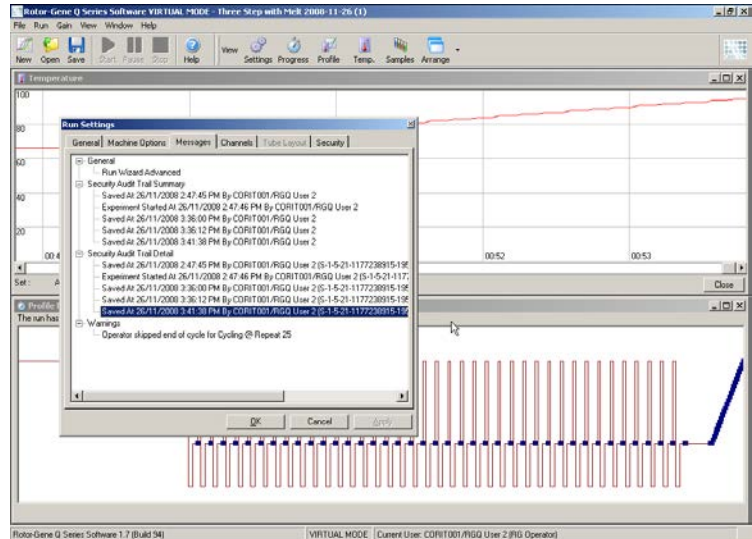 Rotor-Gene Q Series Software VIRTUAL MODE - Three Step with Melt 2008-11-26 (1)
File Run Gain View Window Help
New Open Save Start Pause Stop Help View Settings Progress Profile Temp. Samples Arrange
Temperature
100
80
60
40
20
00:52 00:53
Set :
Close
Run Settings
General Machine Options Messages Channels Tube Layout Security
General
Run Wizard Advanced
Security Audit Trail Summary
Saved At 26/11/2008 2:47:45 PM By CORIT001/RGQ User 2
Experiment Started At 26/11/2008 2:47:46 PM By CORIT001/RGQ User 2
Saved At 26/11/2008 3:36:00 PM By CORIT001/RGQ User 2
Saved At 26/11/2008 3:36:12 PM By CORIT001/RGQ User 2
Saved At 26/11/2008 3:41:38 PM By CORIT001/RGQ User 2
Security Audit Trail Detail
Saved At 26/11/2008 2:47:45 PM By CORIT001/RGQ User 2 (S-1-5-21-1177238915-195
Experiment Started At 26/11/2008 2:47:46 PM By CORIT001/RGQ User 2 (S-1-5-21-117
Saved At 26/11/2008 3:36:00 PM By CORIT001/RGQ User 2 (S-1-5-21-1177238915-195
Saved At 26/11/2008 3:36:12 PM By CORIT001/RGQ User 2 (S-1-5-21-1177238915-195
Saved At 26/11/2008 3:41:38 PM By CORIT001/RGQ User 2 (S-1-5-21-1177238915-195
Warnings
Operator skipped end of cycle for Cycling @ Repeat 25
OK Cancel Apply
Profile
The run has
Rotor-Gene Q Series Software 1.7 (Build 94) VIRTUAL MODE Current User: CORIT001/RGQ User 2 (RG Operator)